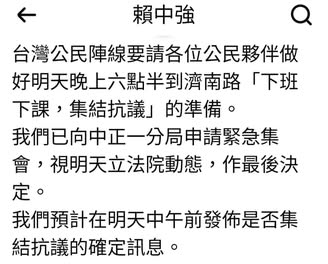 賴中強
台灣公民陣線要請各位公民夥伴做
好明天晚上六點半到濟南路「下班
下課，集結抗議」的準備。
我們已向中正一分局申請緊急集
會，視明天立法院動態，作最後決
定。
我們預計在明天中午前發佈是否集
結抗議的確定訊息。